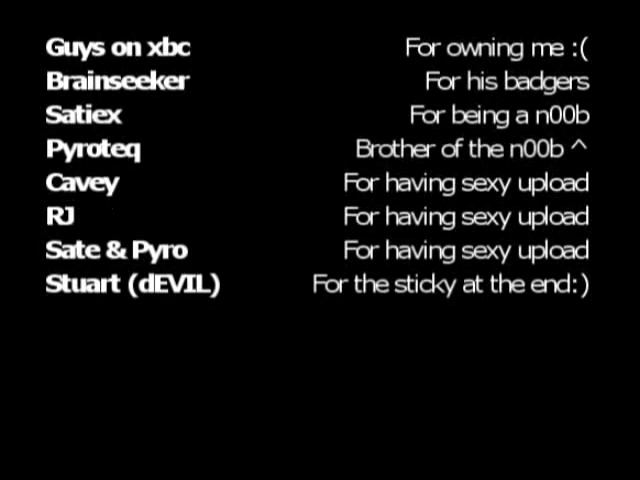 Guys on xbc For owning me :(
Brainseeker For his badgers
Satiex For being a n00b
Pyroteq Brother of the n00b ^
Cavey For having sexy upload
RJ For having sexy upload
Sate & Pyro For having sexy upload
Stuart (dEVIL) For the sticky at the end:)